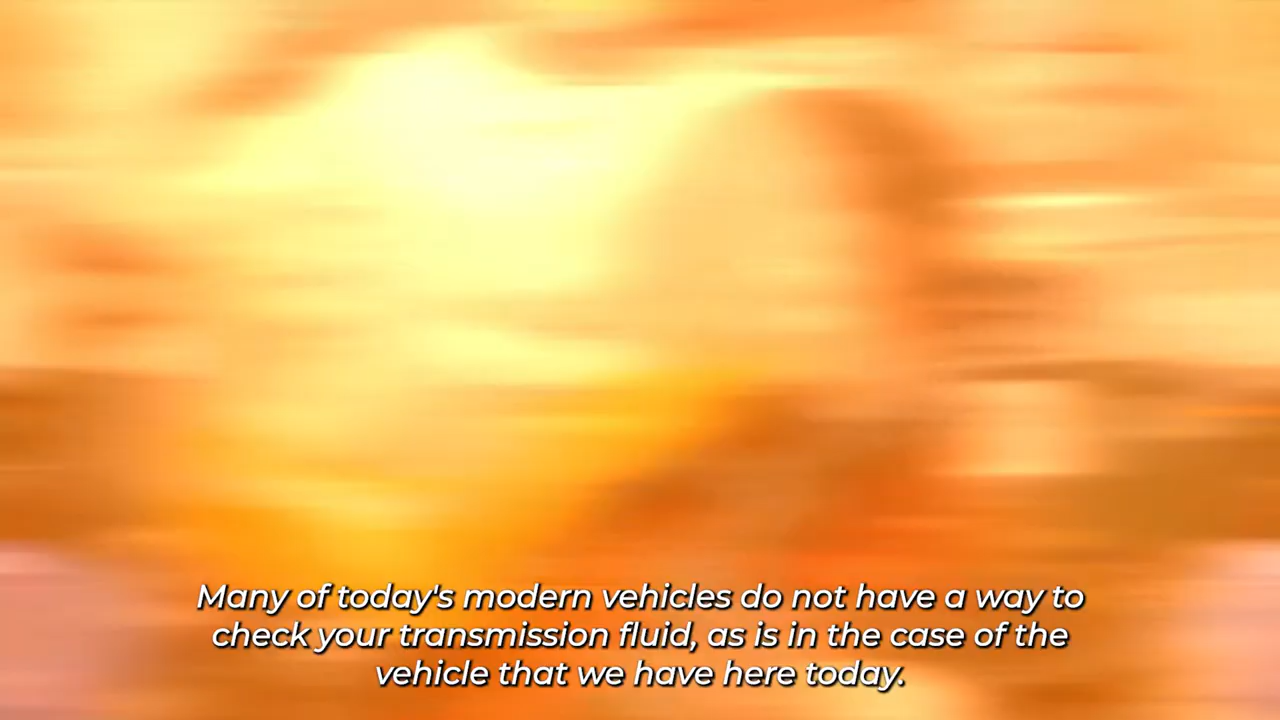 Many of today's modern vehicles do not have a way to
check your transmission fluid, as is in the case of the
vehicle that we have here today.